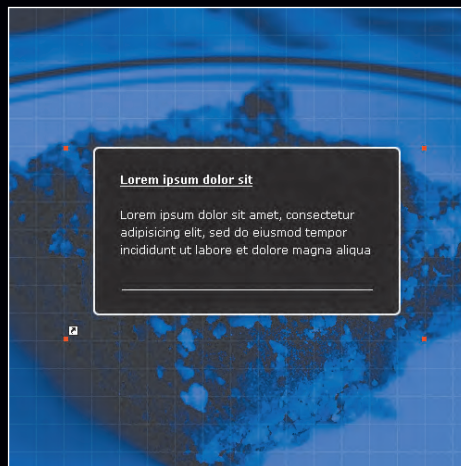 Lorem ipsum dolor sit
Lorem ipsum dolor sit amet, consectetur
adipisicing elit, sed do eiusmod tempor
incididunt ut labore et dolore magna aliqua